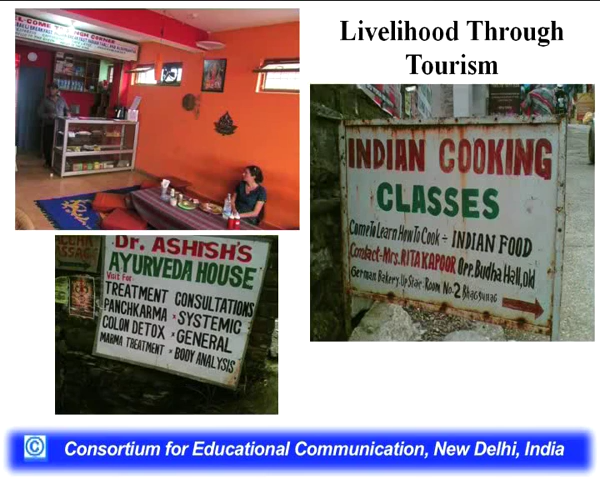 Livelihood Through
Tourism
INDIAN COOKING
CLASSES
Come To Learn How To Cook ÷ INDIAN FOOD
Contact-Mrs. RITA KAPOOR Opp. Budha Hall, old
German Bakery. Up Stair. Room No. 2 Bhagsunag
Dr. ASHISH'S
AYURVEDA HOUSE
Visit For
TREATMENT CONSULTATIONS
PANCHKARMA × SYSTEMIC
COLON DETOX × GENERAL
MARMA TREATMENT × BODY ANALYSIS
© Consortium for Educational Communication, New Delhi, India